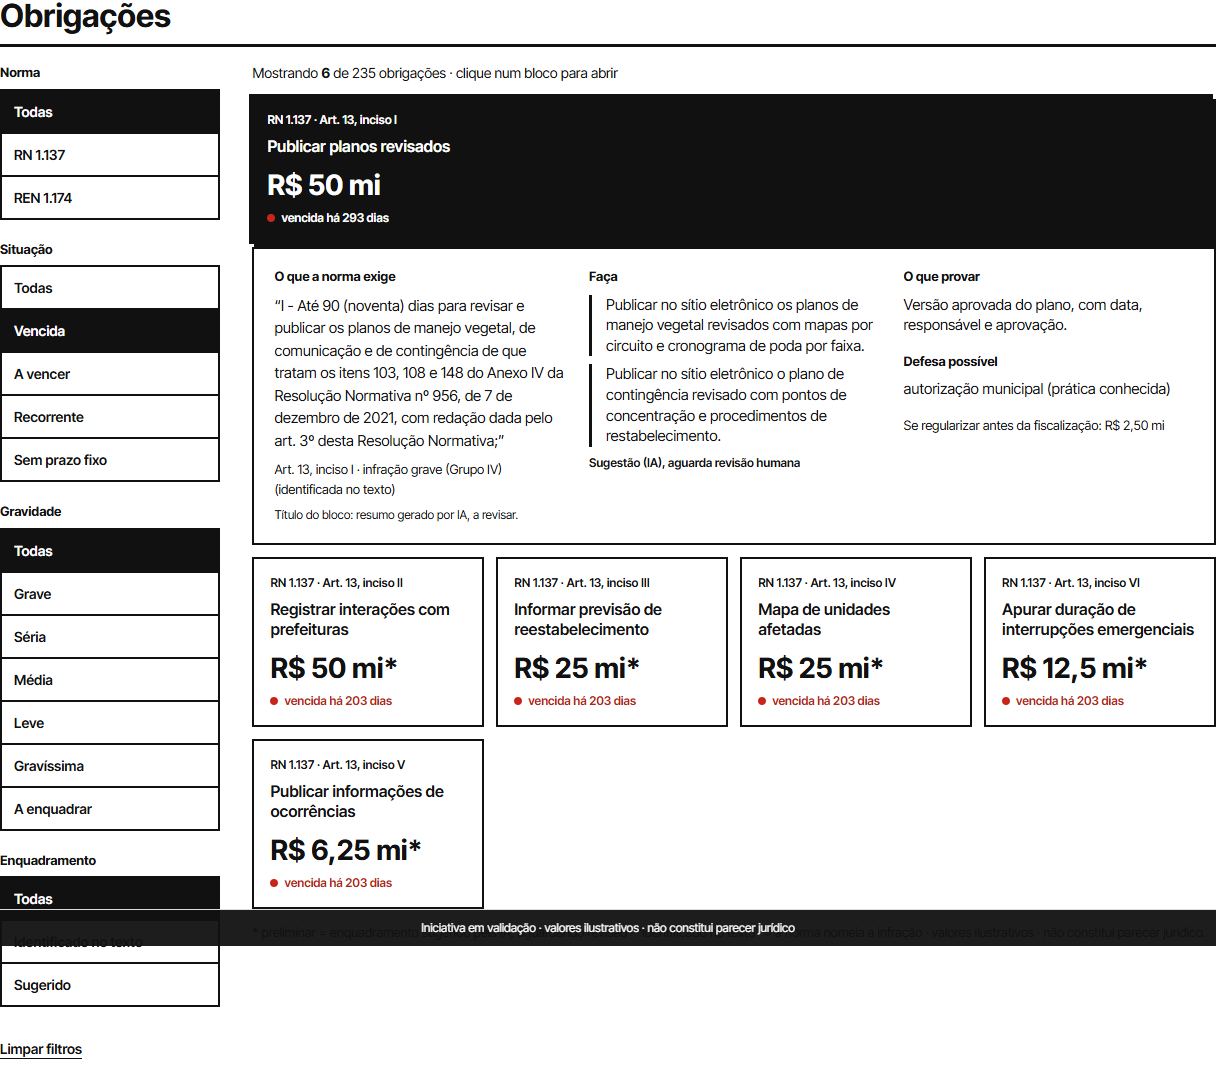 Obrigações
Norma
Todas
RN 1.137
REN 1.174
Situação
Todas
Vencida
A vencer
Recorrente
Sem prazo fixo
Gravidade
Todas
Grave
Séria
Média
Leve
Gravíssima
A enquadrar
Enquadramento
Todas
Identificado no texto
Sugerido
Limpar filtros
Mostrando 6 de 235 obrigações · clique num bloco para abrir
RN 1.137 · Art. 13, inciso I
Publicar planos revisados
R$ 50 mi
vencida há 293 dias
O que a norma exige
“I - Até 90 (noventa) dias para revisar e
publicar os planos de manejo vegetal, de
comunicação e de contingência de que
tratam os itens 103, 108 e 148 do Anexo IV da
Resolução Normativa nº 956, de 7 de
dezembro de 2021, com redação dada pelo
art. 3º desta Resolução Normativa;”
Art. 13, inciso I · infração grave (Grupo IV)
(identificada no texto)
Título do bloco: resumo gerado por IA, a revisar.
Faça
Publicar no sítio eletrônico os planos de
manejo vegetal revisados com mapas por
circuito e cronograma de poda por faixa.
Publicar no sítio eletrônico o plano de
contingência revisado com pontos de
concentração e procedimentos de
restabelecimento.
Sugestão (IA), aguarda revisão humana
O que provar
Versão aprovada do plano, com data,
responsável e aprovação.
Defesa possível
autorização municipal (prática conhecida)
Se regularizar antes da fiscalização: R$ 2,50 mi
RN 1.137 · Art. 13, inciso II
Registrar interações com
prefeituras
R$ 50 mi*
vencida há 203 dias
RN 1.137 · Art. 13, inciso III
Informar previsão de
reestabelecimento
R$ 25 mi*
vencida há 203 dias
RN 1.137 · Art. 13, inciso IV
Mapa de unidades
afetadas
R$ 25 mi*
vencida há 203 dias
RN 1.137 · Art. 13, inciso VI
Apurar duração de
interrupções emergenciais
R$ 12,5 mi*
vencida há 203 dias
RN 1.137 · Art. 13, inciso V
Publicar informações de
ocorrências
R$ 6,25 mi*
vencida há 203 dias
* preliminar = enquadramento
norma nomeia a infração · valores ilustrativos · não constitui parecer jurídico.
Iniciativa em validação · valores ilustrativos · não constitui parecer jurídico